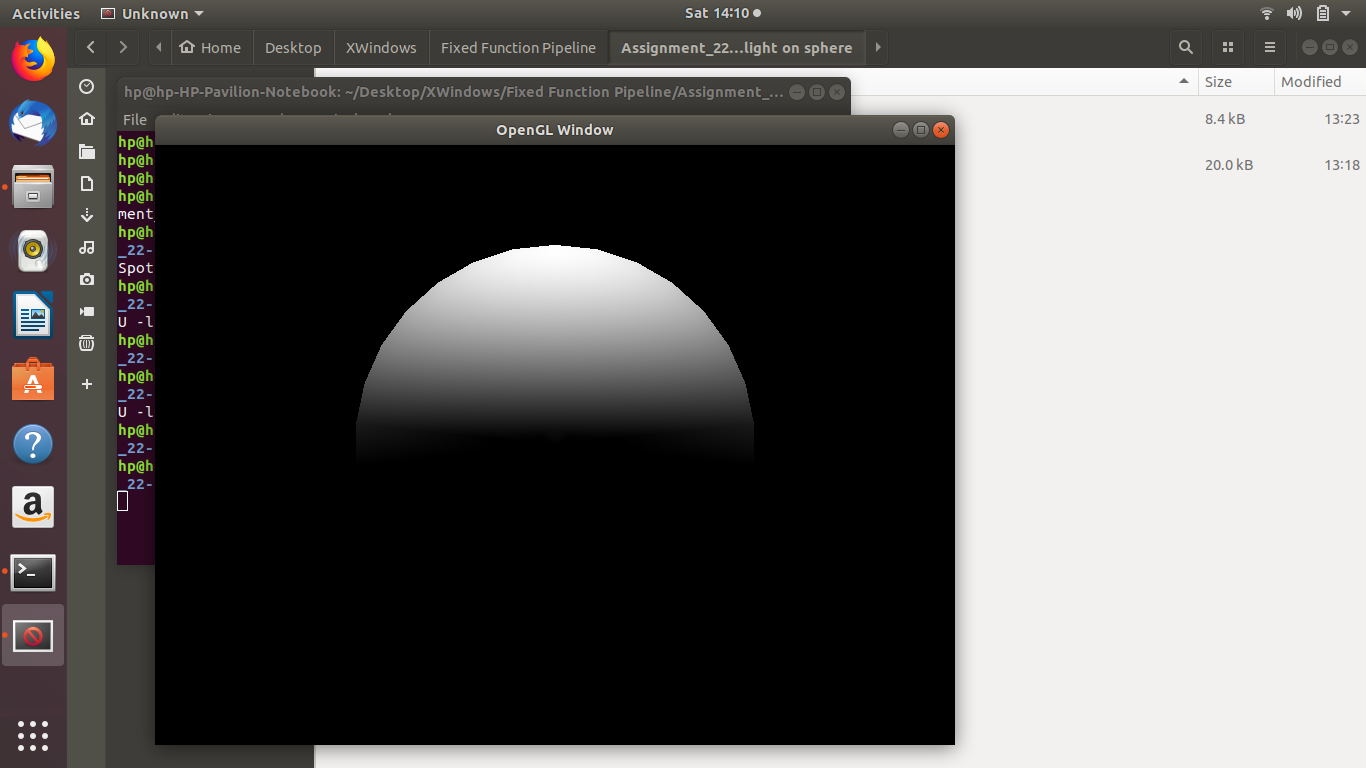 Activities Unknown Sat 14:10
Home Desktop XWindows Fixed Function Pipeline Assignment_22...light on sphere
Size Modified
hp@hp-HP-Pavilion-Notebook: ~/Desktop/XWindows/Fixed Function Pipeline/Assignment_...
File
8.4 kB 13:23
OpenGL Window
hp@h
hp@h
20.0 kB 13:18
hp@h
hp@h
ment_
hp@h
_22-
Spot
hp@h
_22-
U -l
hp@h
_22-
hp@h
_22-
U -l
hp@h
_22-
hp@h
_22-